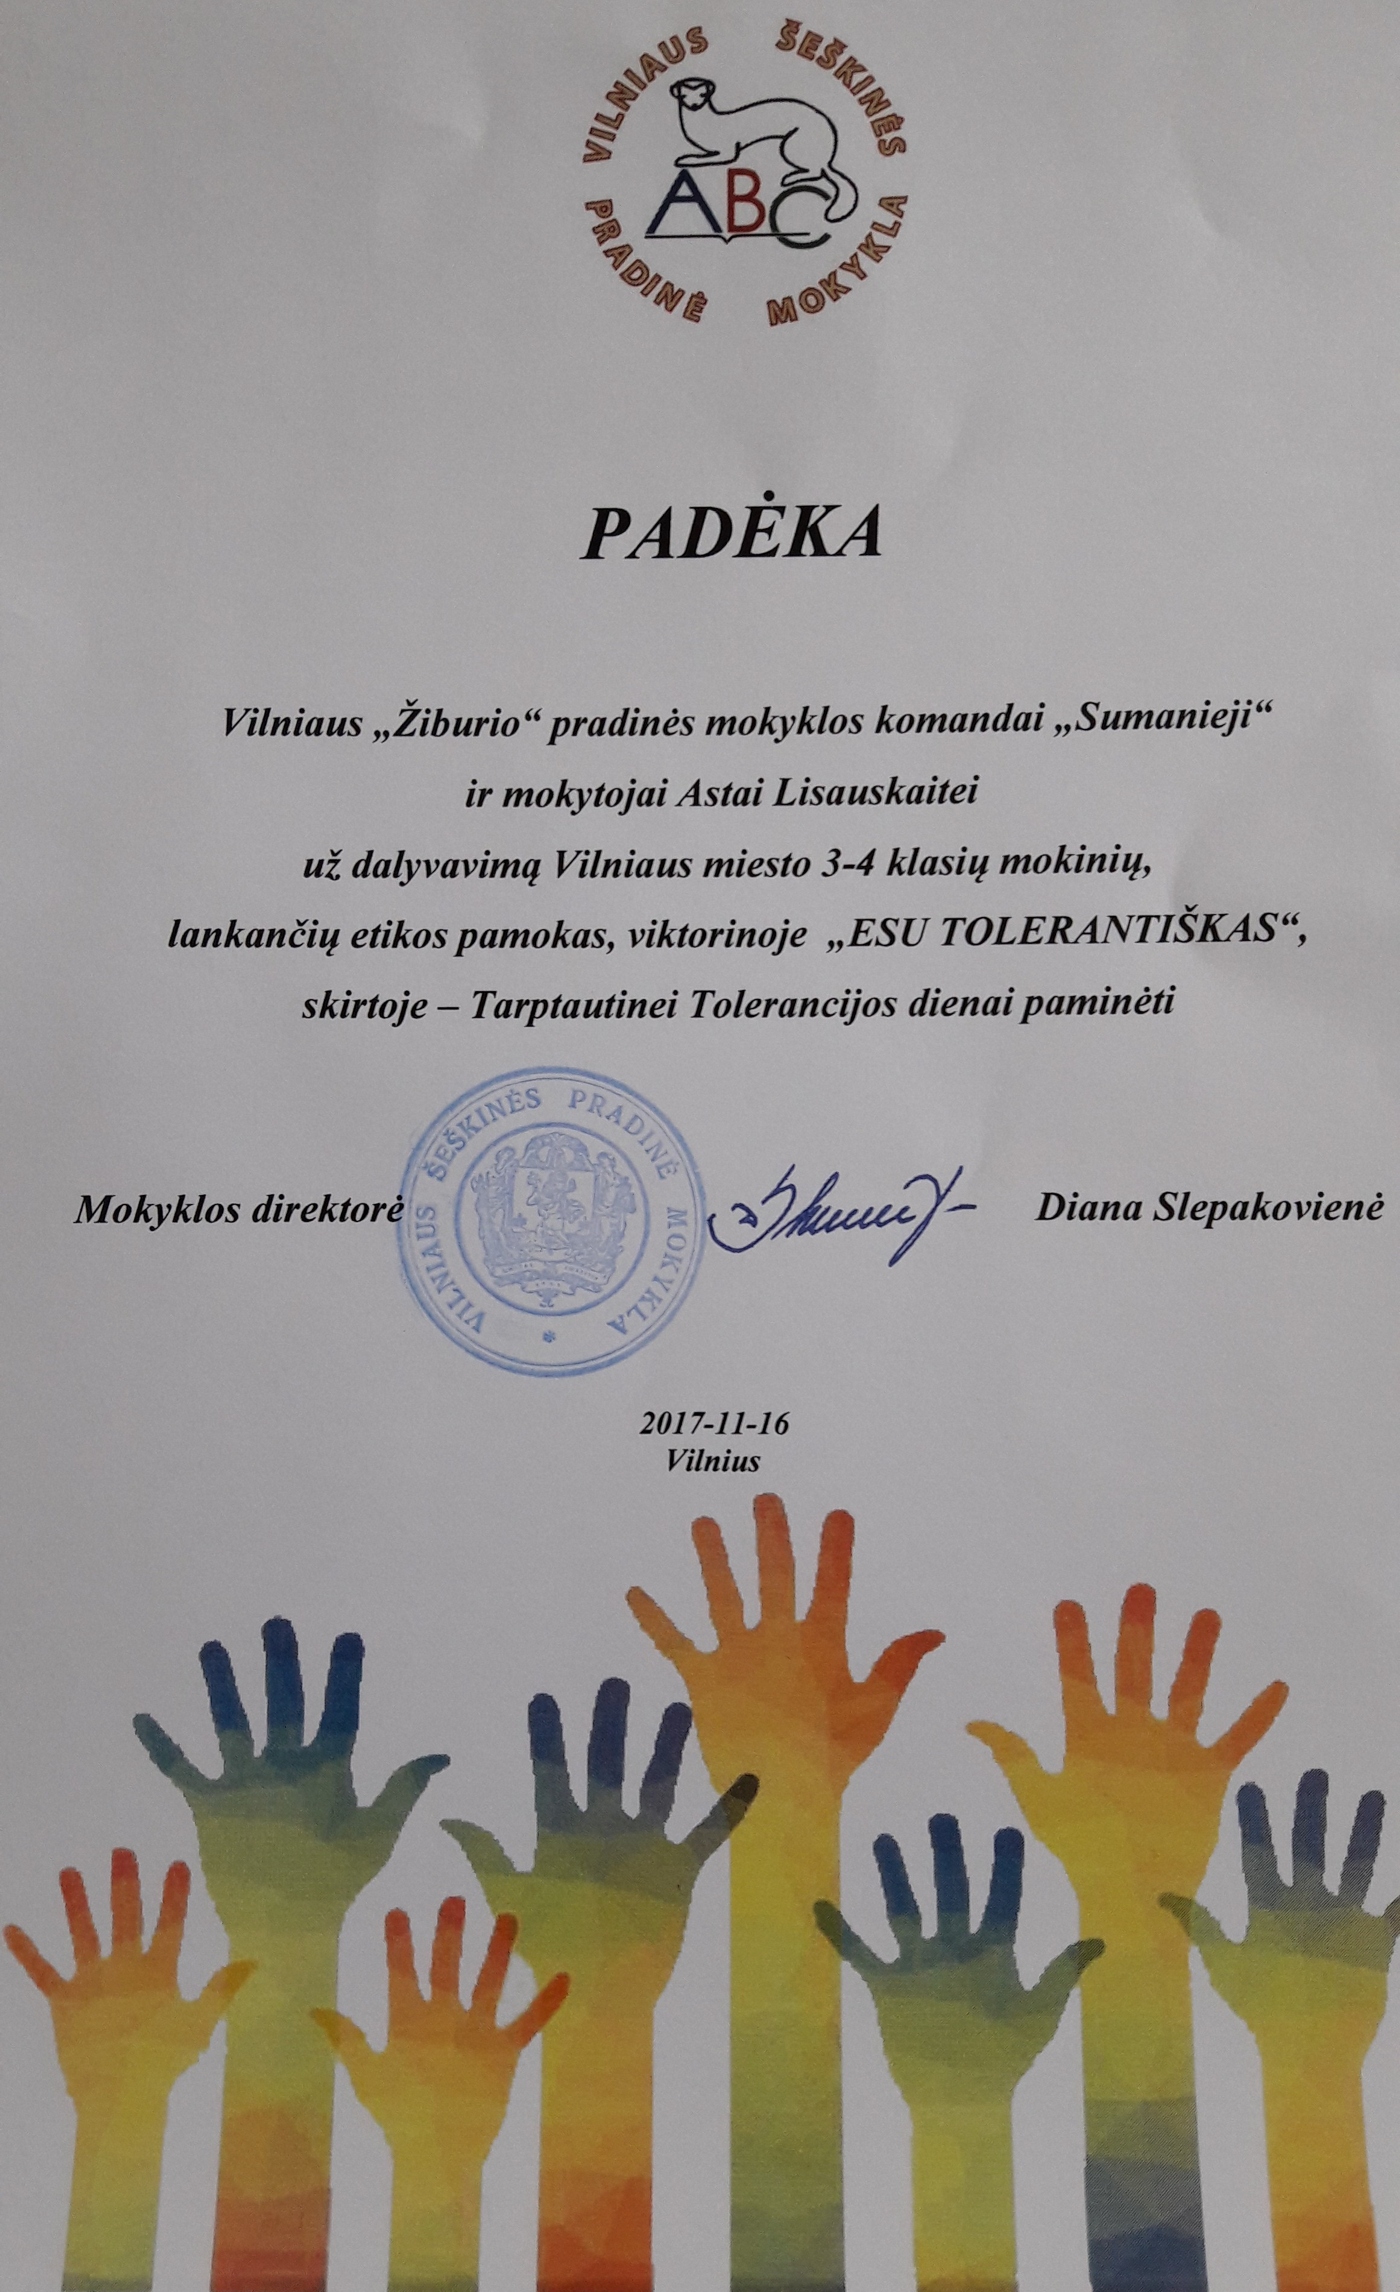 VILNIAUS ŠEŠKINĖS
PRADINĖ MOKYKLA
ABC
PADĖKA
Vilniaus „Žiburio“ pradinės mokyklos komandai „Sumanieji“
ir mokytojai Astai Lisauskaitei
už dalyvavimą Vilniaus miesto 3-4 klasių mokinių,
lankančių etikos pamokas, viktorinoje „ESU TOLERANTIŠKAS“,
skirtoje – Tarptautinei Tolerancijos dienai paminėti
VILNIAUS ŠEŠKINĖS PRADINĖ MOKYKLA *
Mokyklos direktorė
Diana Slepakovienė
2017-11-16
Vilnius